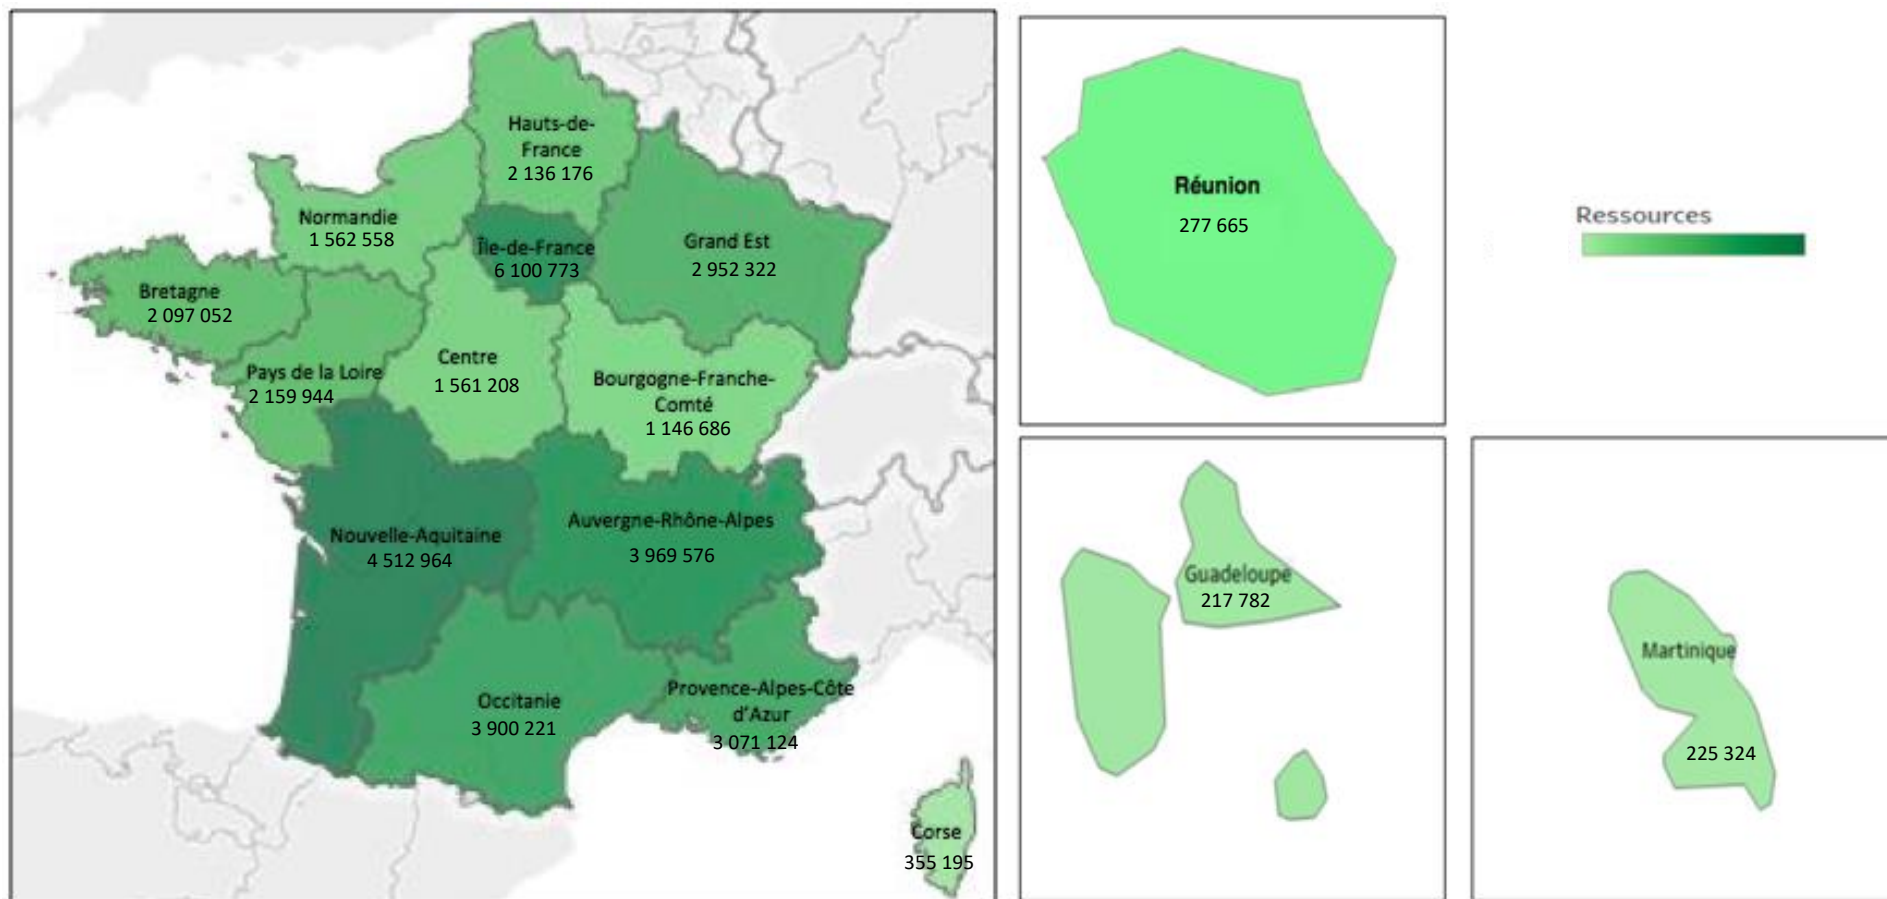 Hauts-de-
France
2 136 176
Normandie
1 562 558
Île-de-France
6 100 773
Grand Est
2 952 322
Bretagne
2 097 052
Pays de la Loire
2 159 944
Centre
1 561 208
Bourgogne-Franche-
Comté
1 146 686
Nouvelle-Aquitaine
4 512 964
Auvergne-Rhône-Alpes
3 969 576
Occitanie
3 900 221
Provence-Alpes-Côte
d'Azur
3 071 124
Corse
355 195
Réunion
277 665
Ressources
Guadeloupe
217 782
Martinique
225 324